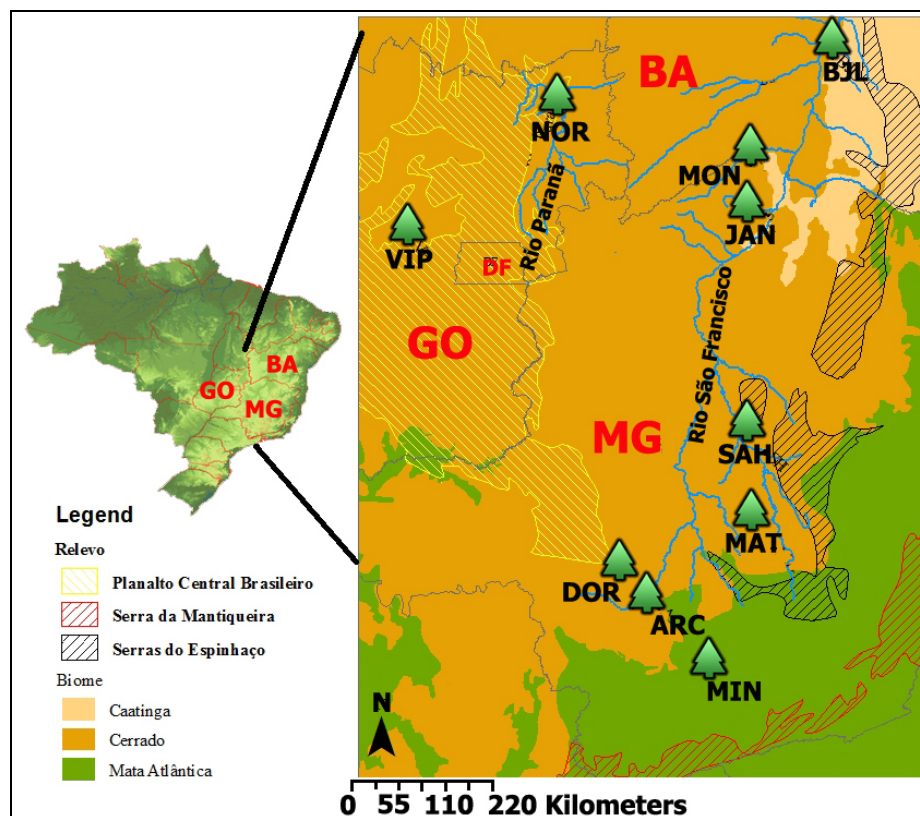 BA
BJL
NOR
MON
Rio Paranã
JAN
VIP
DF
GO
Rio São Francisco
BA
GO
MG
MG
SAH
MAT
DOR
ARC
MIN
Legend
Relevo
Planalto Central Brasileiro
Serra da Mantiqueira
Serras do Espinhaço
Biome
Caatinga
Cerrado
Mata Atlântica
N
0 55 110 220 Kilometers